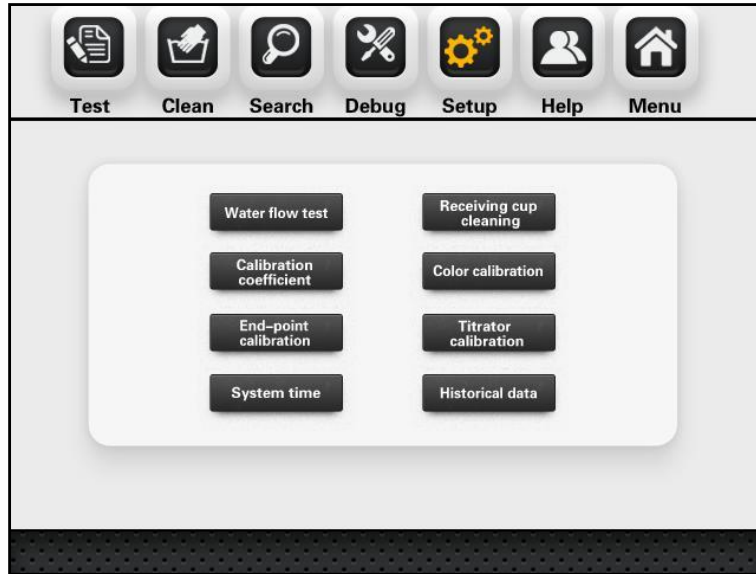 Test Clean Search Debug Setup Help Menu
Water flow test
Receiving cup
cleaning
Calibration
coefficient
Color calibration
End-point
calibration
Titrator
calibration
System time
Historical data